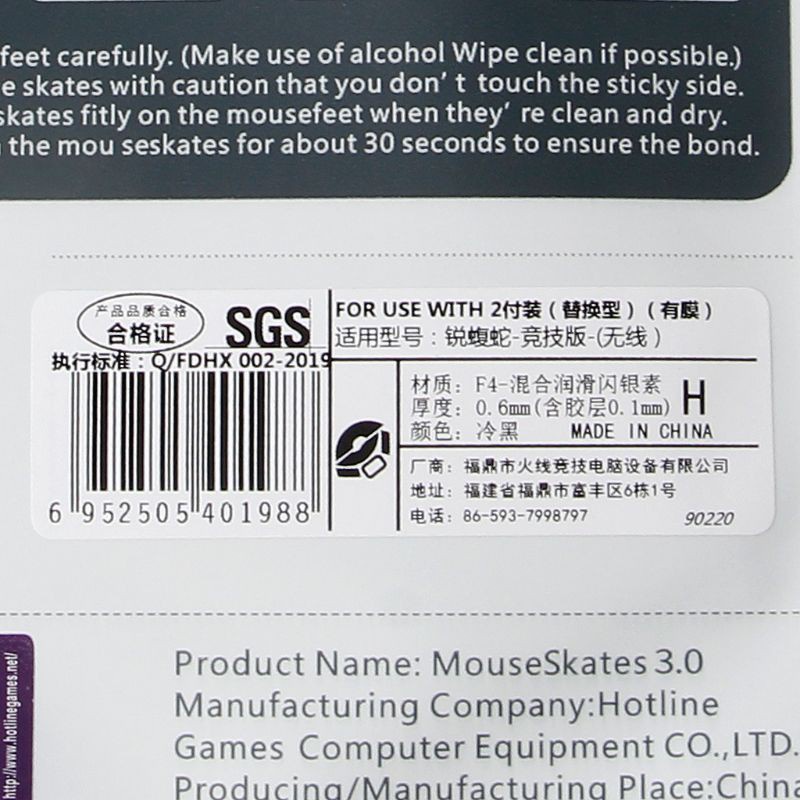 feet carefully. (Make use of alcohol Wipe clean if possible.)
e skates with caution that you don' t touch the sticky side.
skates fitly on the mousefeet when they' re clean and dry.
the mou seskates for about 30 seconds to ensure the bond.
产品品质合格
合格证
SGS
执行标准：Q/FDHX 002-2019
6 952505 401988
FOR USE WITH 2付装（替换型）（有膜）
适用型号：锐蝮蛇-竞技版-(无线）
材质：F4-混合润滑闪银素
厚度：0.6mm(含胶层0.1mm)
H
颜色：冷黑 MADE IN CHINA
厂商：福鼎市火线竞技电脑设备有限公司
地址：福建省福鼎市富丰区6栋1号
电话：86-593-7998797
90220
http://www.hotlinegames.net/
Product Name: MouseSkates 3.0
Manufacturing Company:Hotline
Games Computer Equipment CO.,LTD.
Producing/Manufacturing Place:China